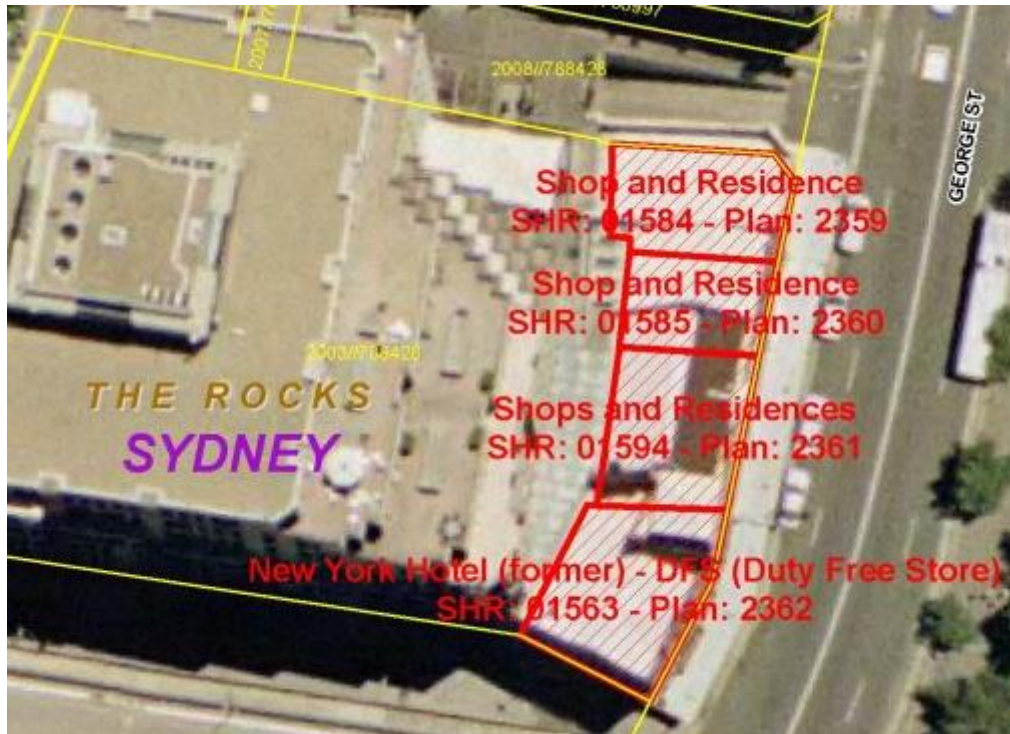 2008//788428
GEORGE ST
Shop and Residence
SHR: 01584 - Plan: 2359
Shop and Residence
SHR: 01585 - Plan: 2360
THE ROCKS
SYDNEY
Shops and Residences
SHR: 01594 - Plan: 2361
New York Hotel (former) - DFS (Duty Free Store)
SHR: 01563 - Plan: 2362